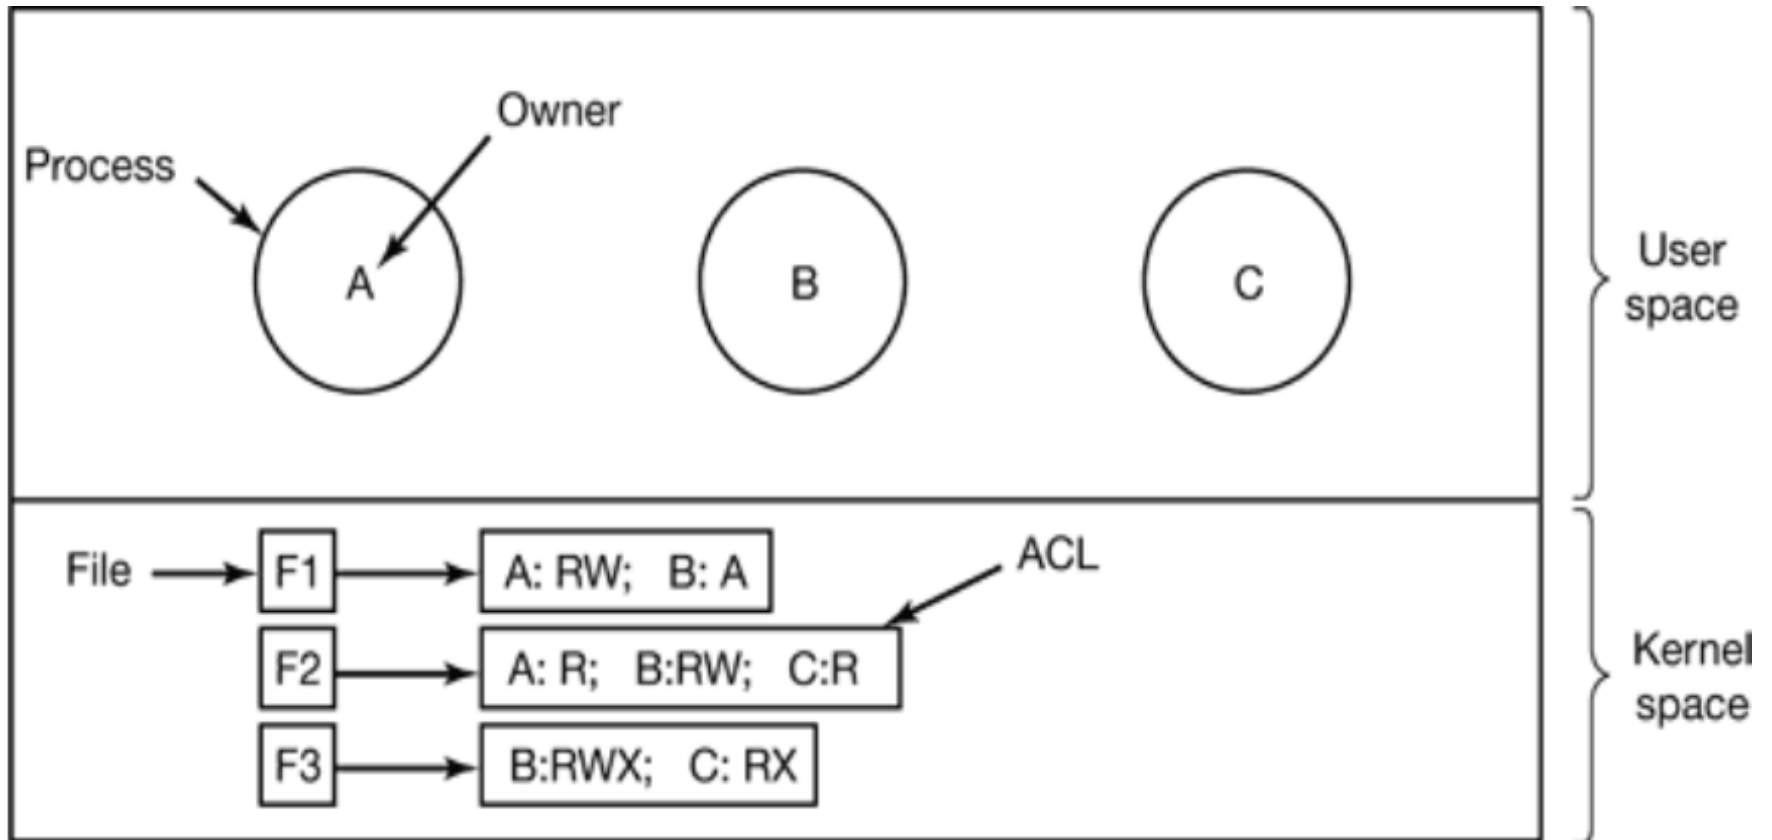 Owner
Process
A
B
C
User
space
File
F1
A: RW; B: A
ACL
F2
A: R; B:RW; C:R
F3
B:RWX; C: RX
Kernel
space